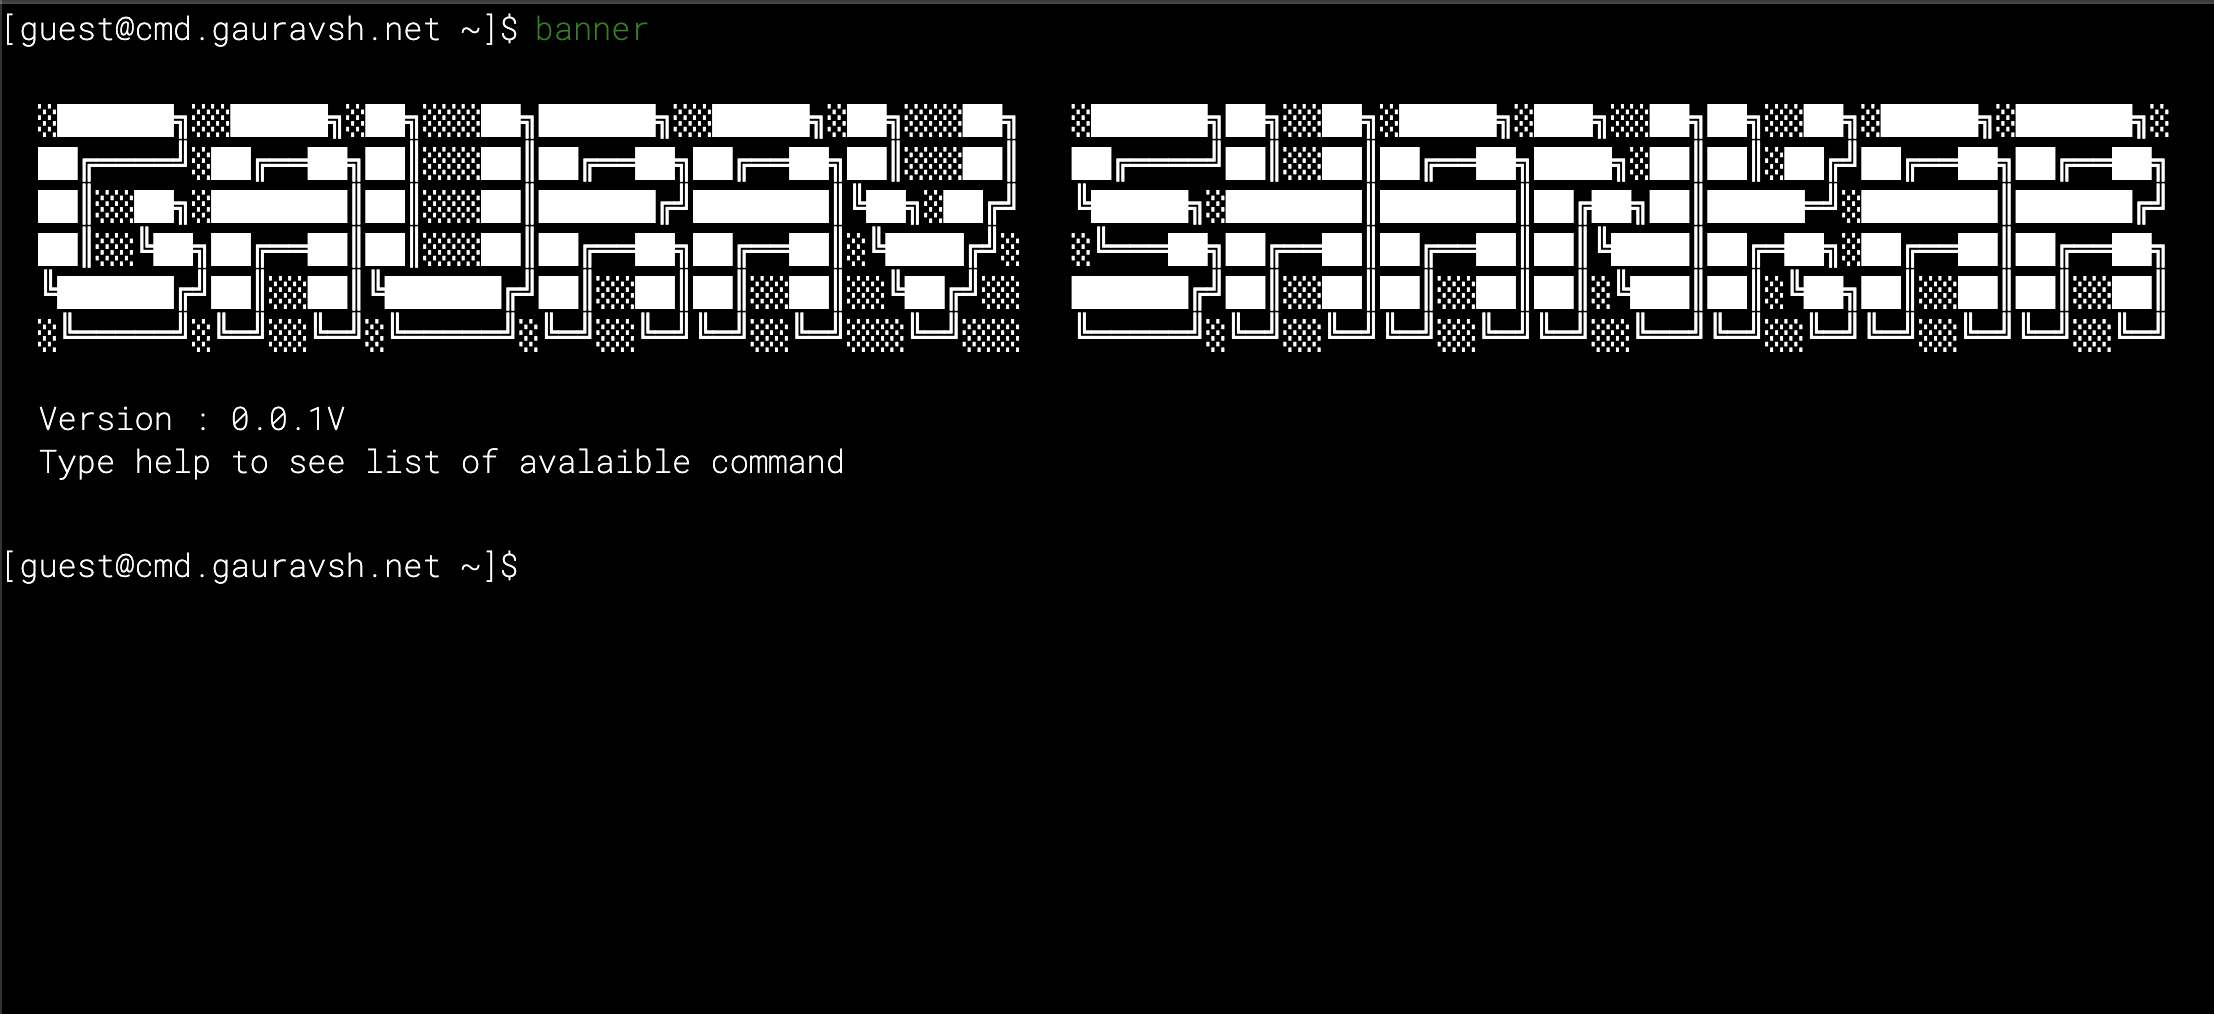 [guest@cmd.gauravsh.net ~]$ banner
GAURAV SHANKAR
Version : 0.0.1V
Type help to see list of avalaible command
[guest@cmd.gauravsh.net ~]$